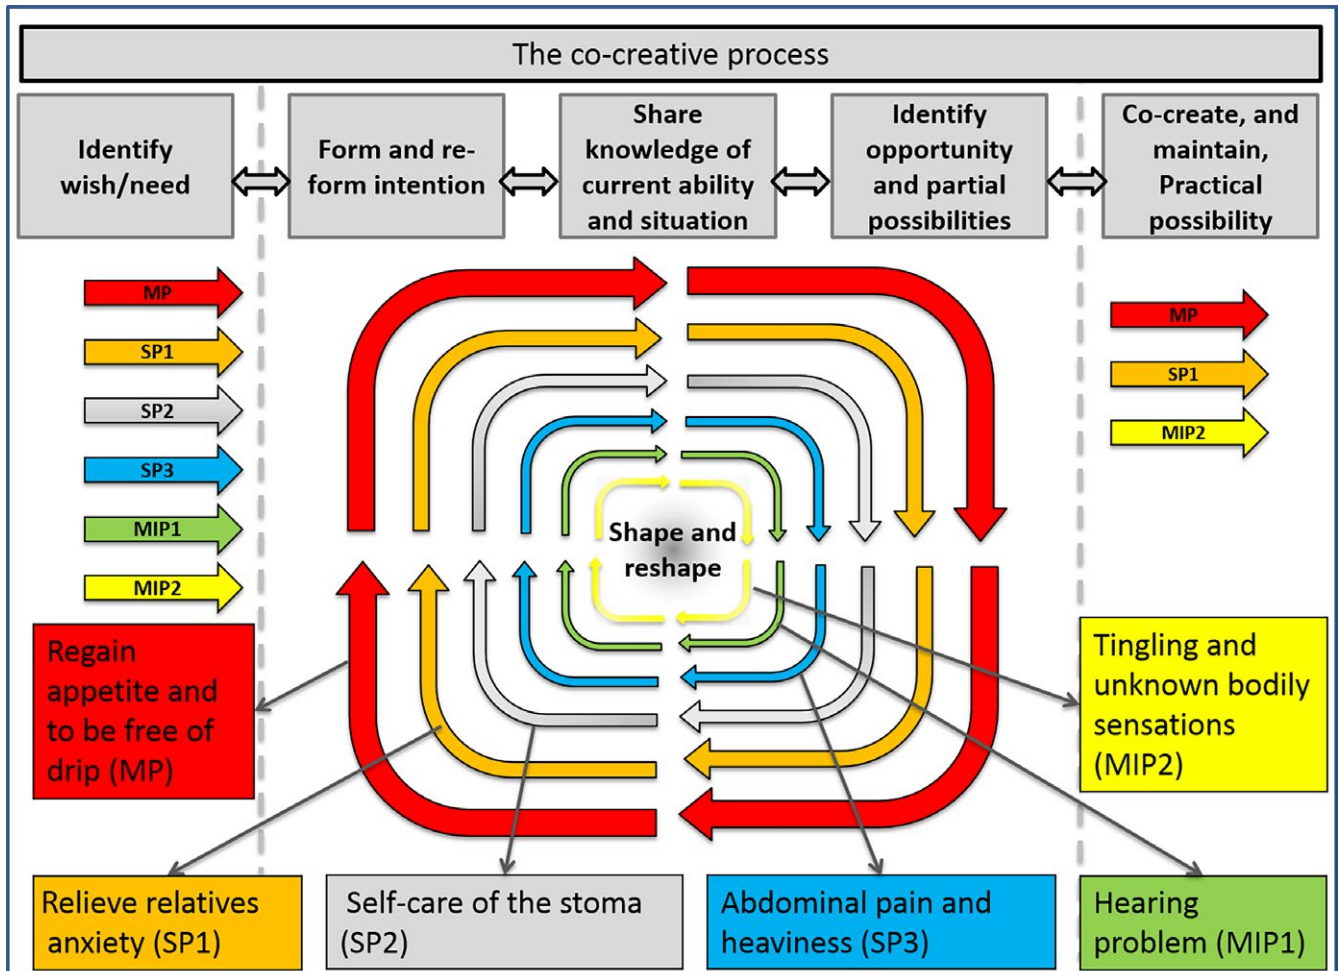 The co-creative process
Identify
wish/need
Form and re-
form intention
Share
knowledge of
current ability
and situation
Identify
opportunity
and partial
possibilities
Co-create, and
maintain,
Practical
possibility
MP
SP1
SP2
SP3
MIP1
MIP2
MP
SP1
MIP2
Shape and
reshape
Regain
appetite and
to be free of
drip (MP)
Tingling and
unknown bodily
sensations
(MIP2)
Relieve relatives
anxiety (SP1)
Self-care of the stoma
(SP2)
Abdominal pain and
heaviness (SP3)
Hearing
problem (MIP1)